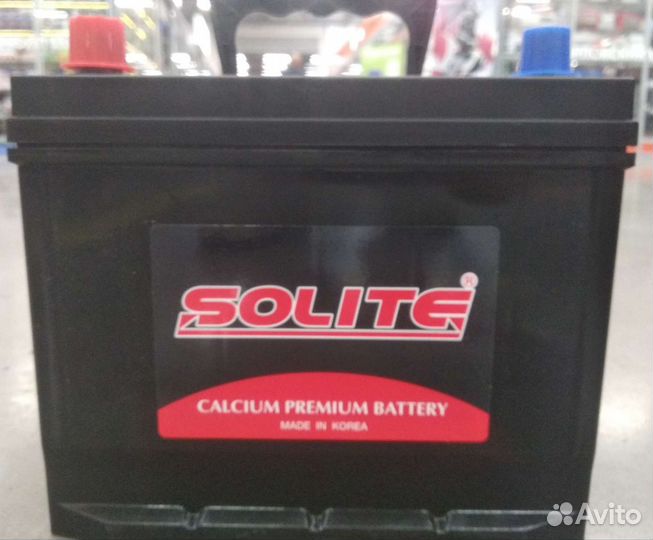 SOLITE®
CALCIUM PREMIUM BATTERY
MADE IN KOREA
Avito